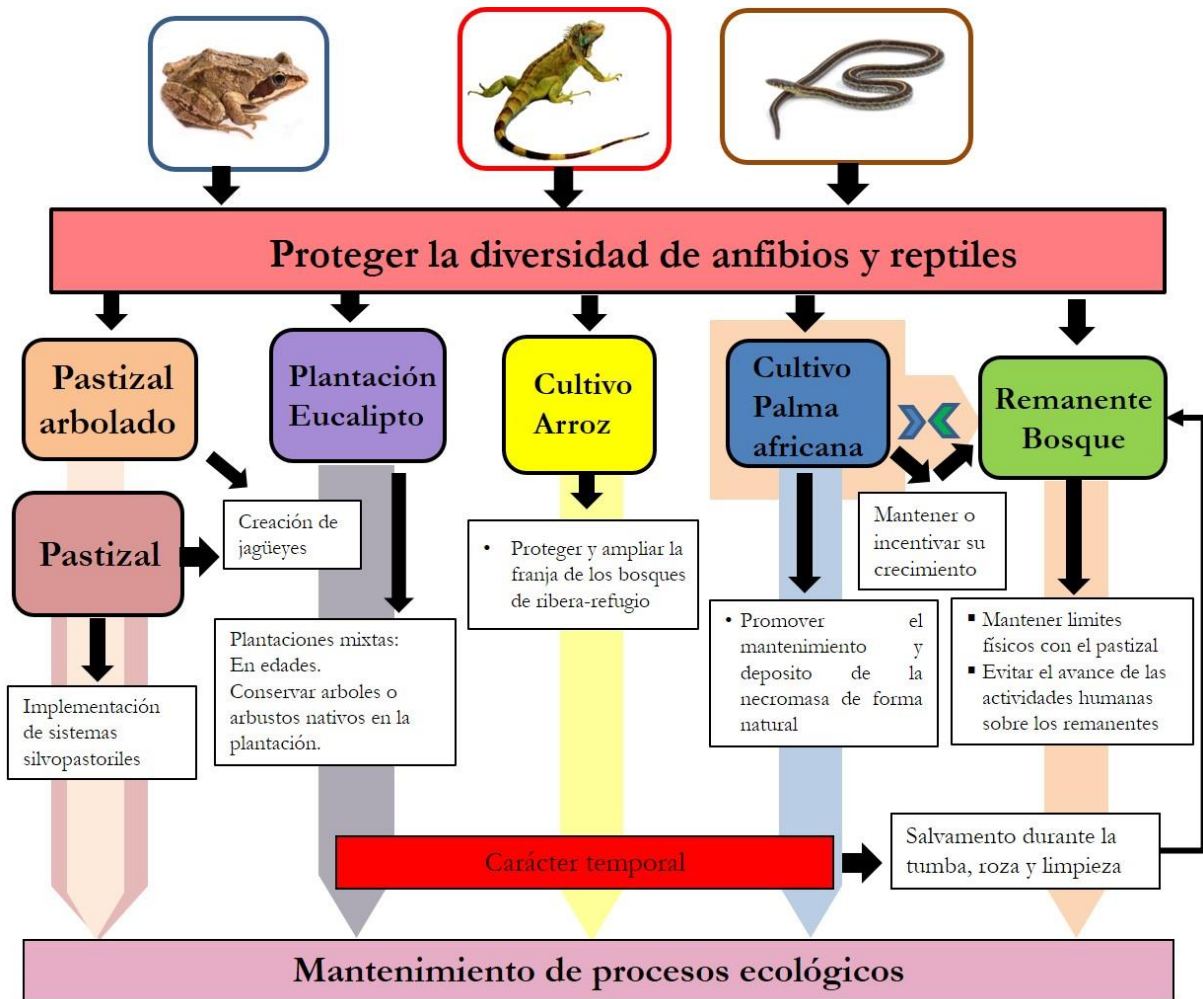 Proteger la diversidad de anfibios y reptiles
Pastizal
arbolado
Plantación
Eucalipto
Cultivo
Arroz
Cultivo
Palma
africana
Remanente
Bosque
Pastizal
Creación de
jagüeyes
Implementación
de sistemas
silvopastoriles
Plantaciones mixtas:
En edades.
Conservar arboles o
arbustos nativos en la
plantación.
• Proteger y ampliar la
franja de los bosques
de ribera-refugio
Mantener o
incentivar su
crecimiento
• Promover el
mantenimiento y
deposito de la
necromasa de forma
natural
▪ Mantener limites
físicos con el pastizal
▪ Evitar el avance de las
actividades humanas
sobre los remanentes
Carácter temporal
Salvamento durante la
tumba, roza y limpieza
Mantenimiento de procesos ecológicos